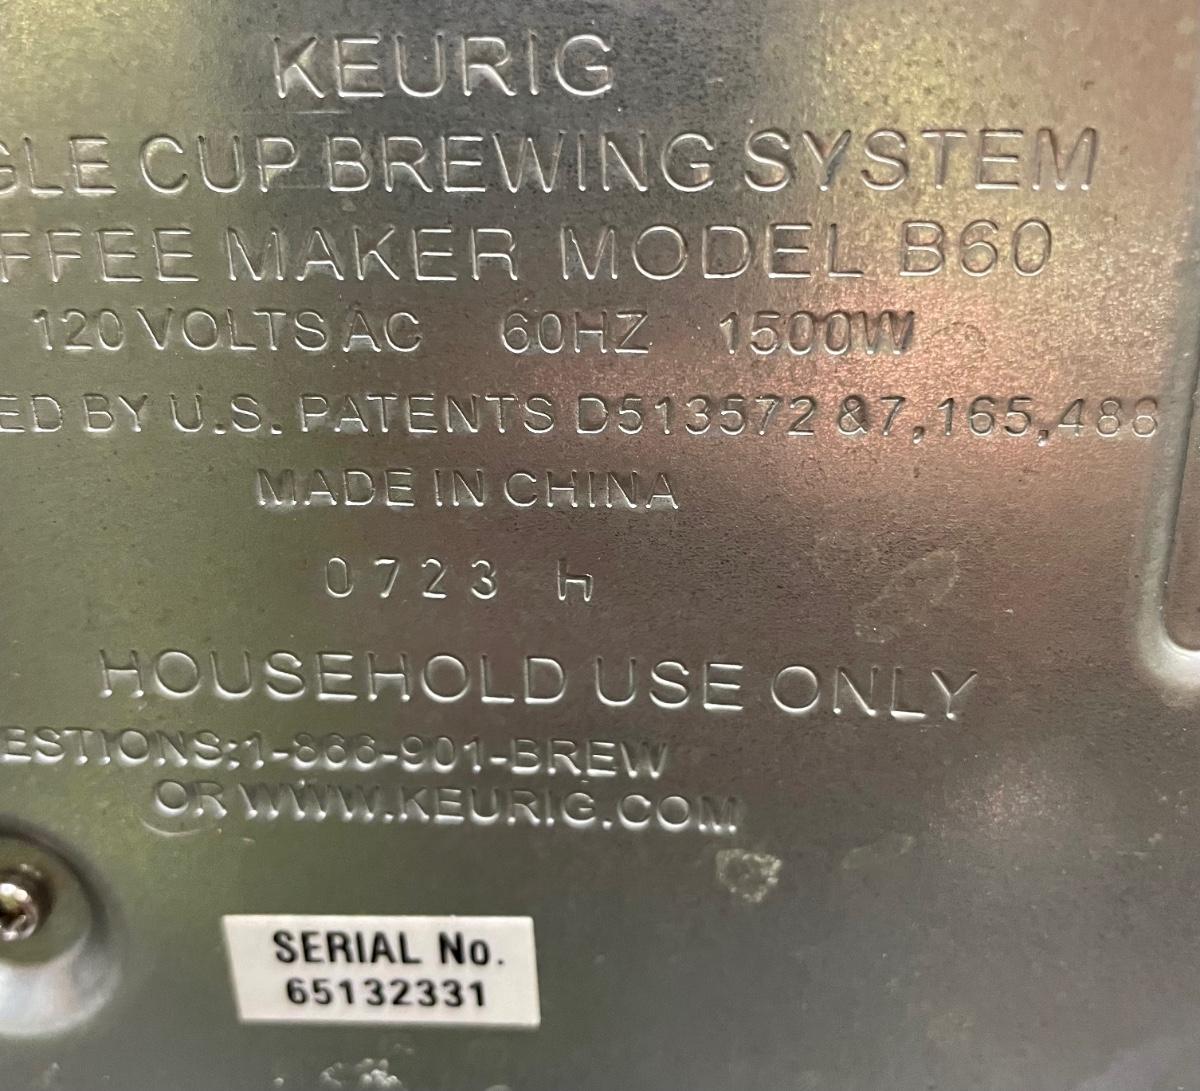 KEURIG
GLE CUP BREWING SYSTEM
FFEE MAKER MODEL B60
120 VOLTS AC 60HZ 1500W
ED BY U.S. PATENTS D513572 &7,165,488
MADE IN CHINA
0723 h
HOUSEHOLD USE ONLY
ESTIONS:1-866-901-BREW
OR WWW.KEURIG.COM
SERIAL No.
65132331